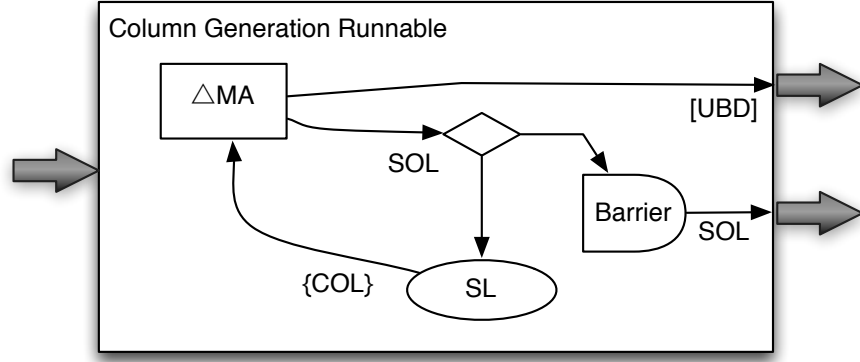 Column Generation Runnable
△MA
[UBD]
SOL
Barrier
SOL
{COL}
SL